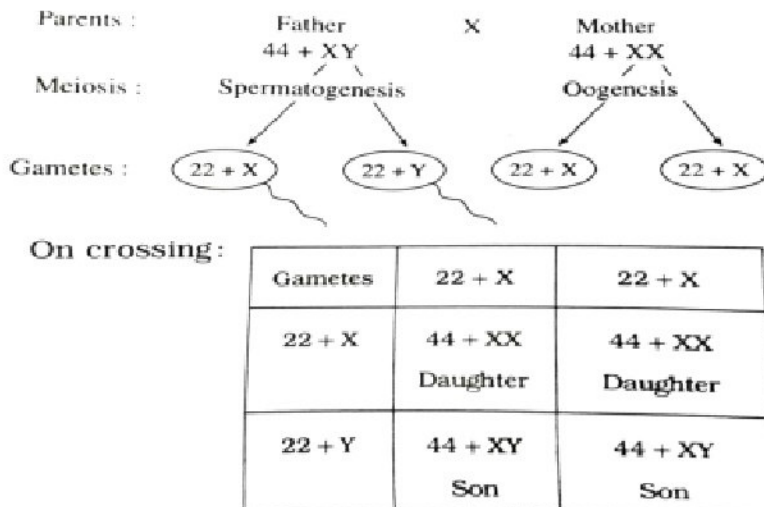 Parents : Father X Mother
44 + XY 44 + XX
Meiosis : Spermatogenesis Oogenesis
Gametes : 22 + X 22 + Y 22 + X 22 + X
On crossing :
Gametes 22 + X 22 + X
22 + X 44 + XX 44 + XX
Daughter Daughter
22 + Y 44 + XY 44 + XY
Son Son